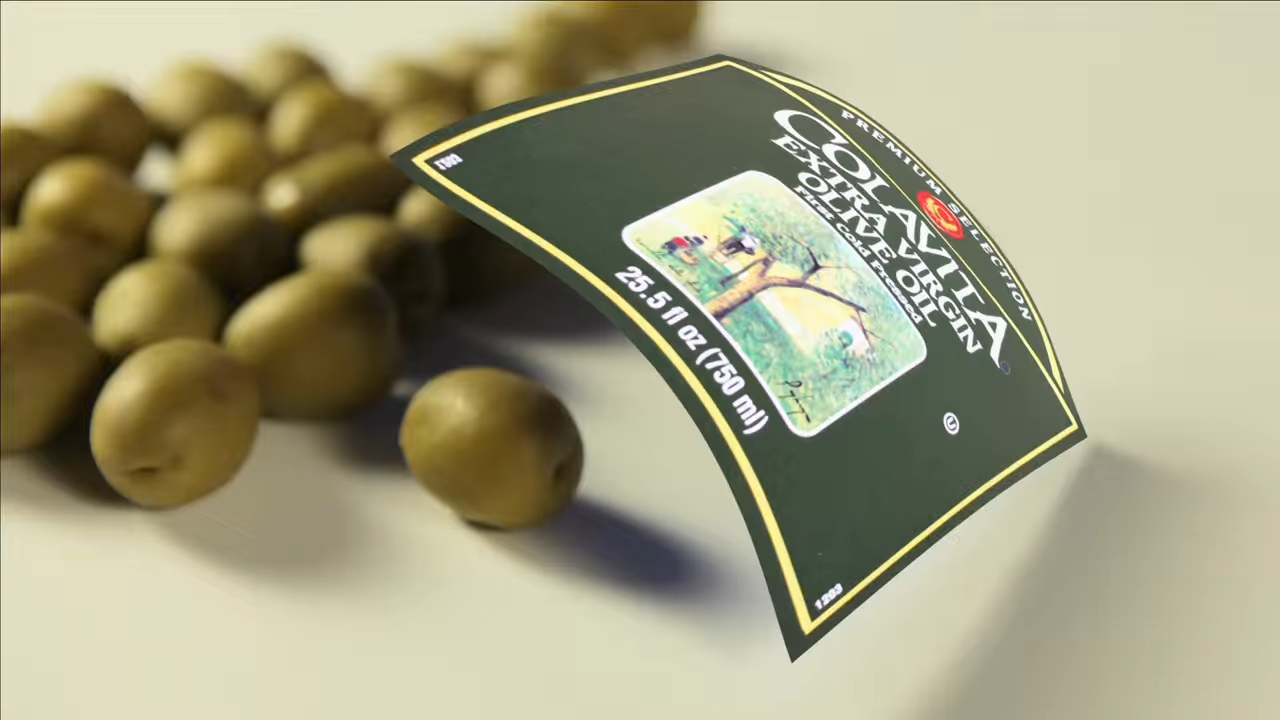 PREMIUM SELECTION
COLAVITA
EXTRA VIRGIN
OLIVE OIL
First Cold Pressed
25.5 fl oz (750 ml)
U
1203